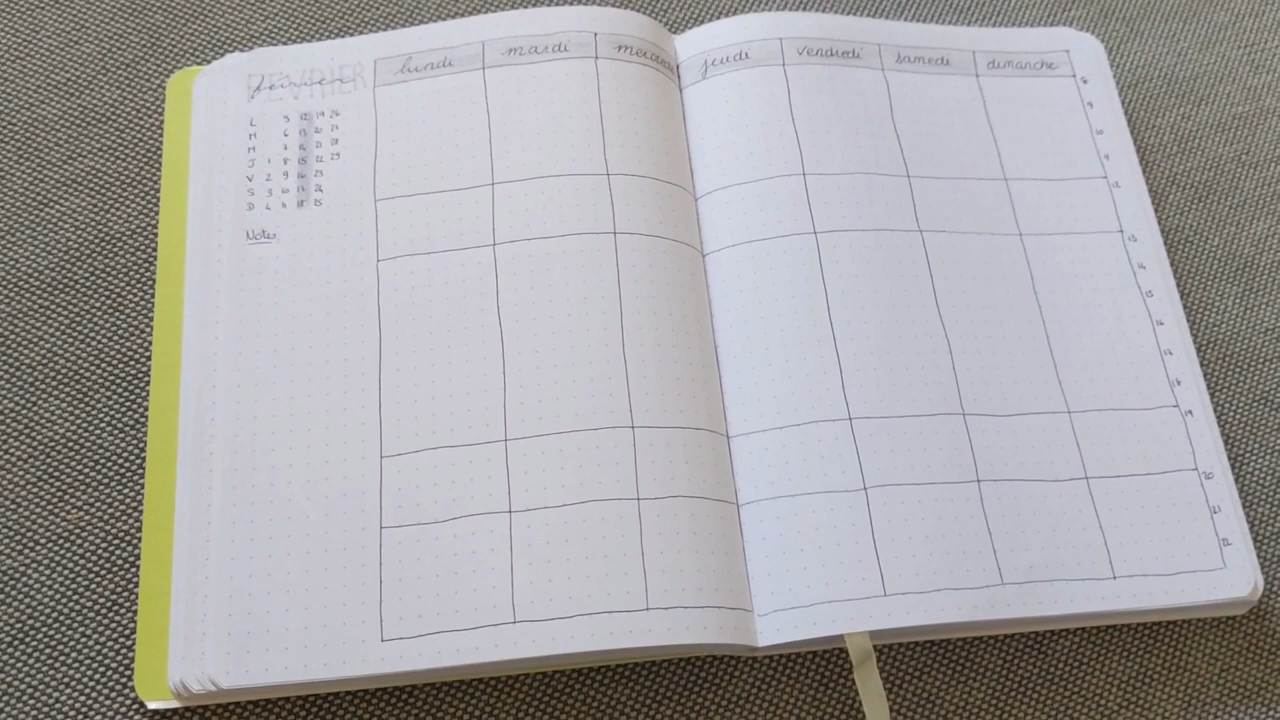 FÉVRIER
février
L 5 12 19 26
M 6 13 20 27
M 7 14 21 28
J 1 8 15 22 29
V 2 9 16 23
S 3 10 17 24
D 4 11 18 25
Notes
lundi mardi mercredi jeudi vendredi samedi dimanche
8
9
10
11
12
13
14
15
16
17
18
19
20
21
22